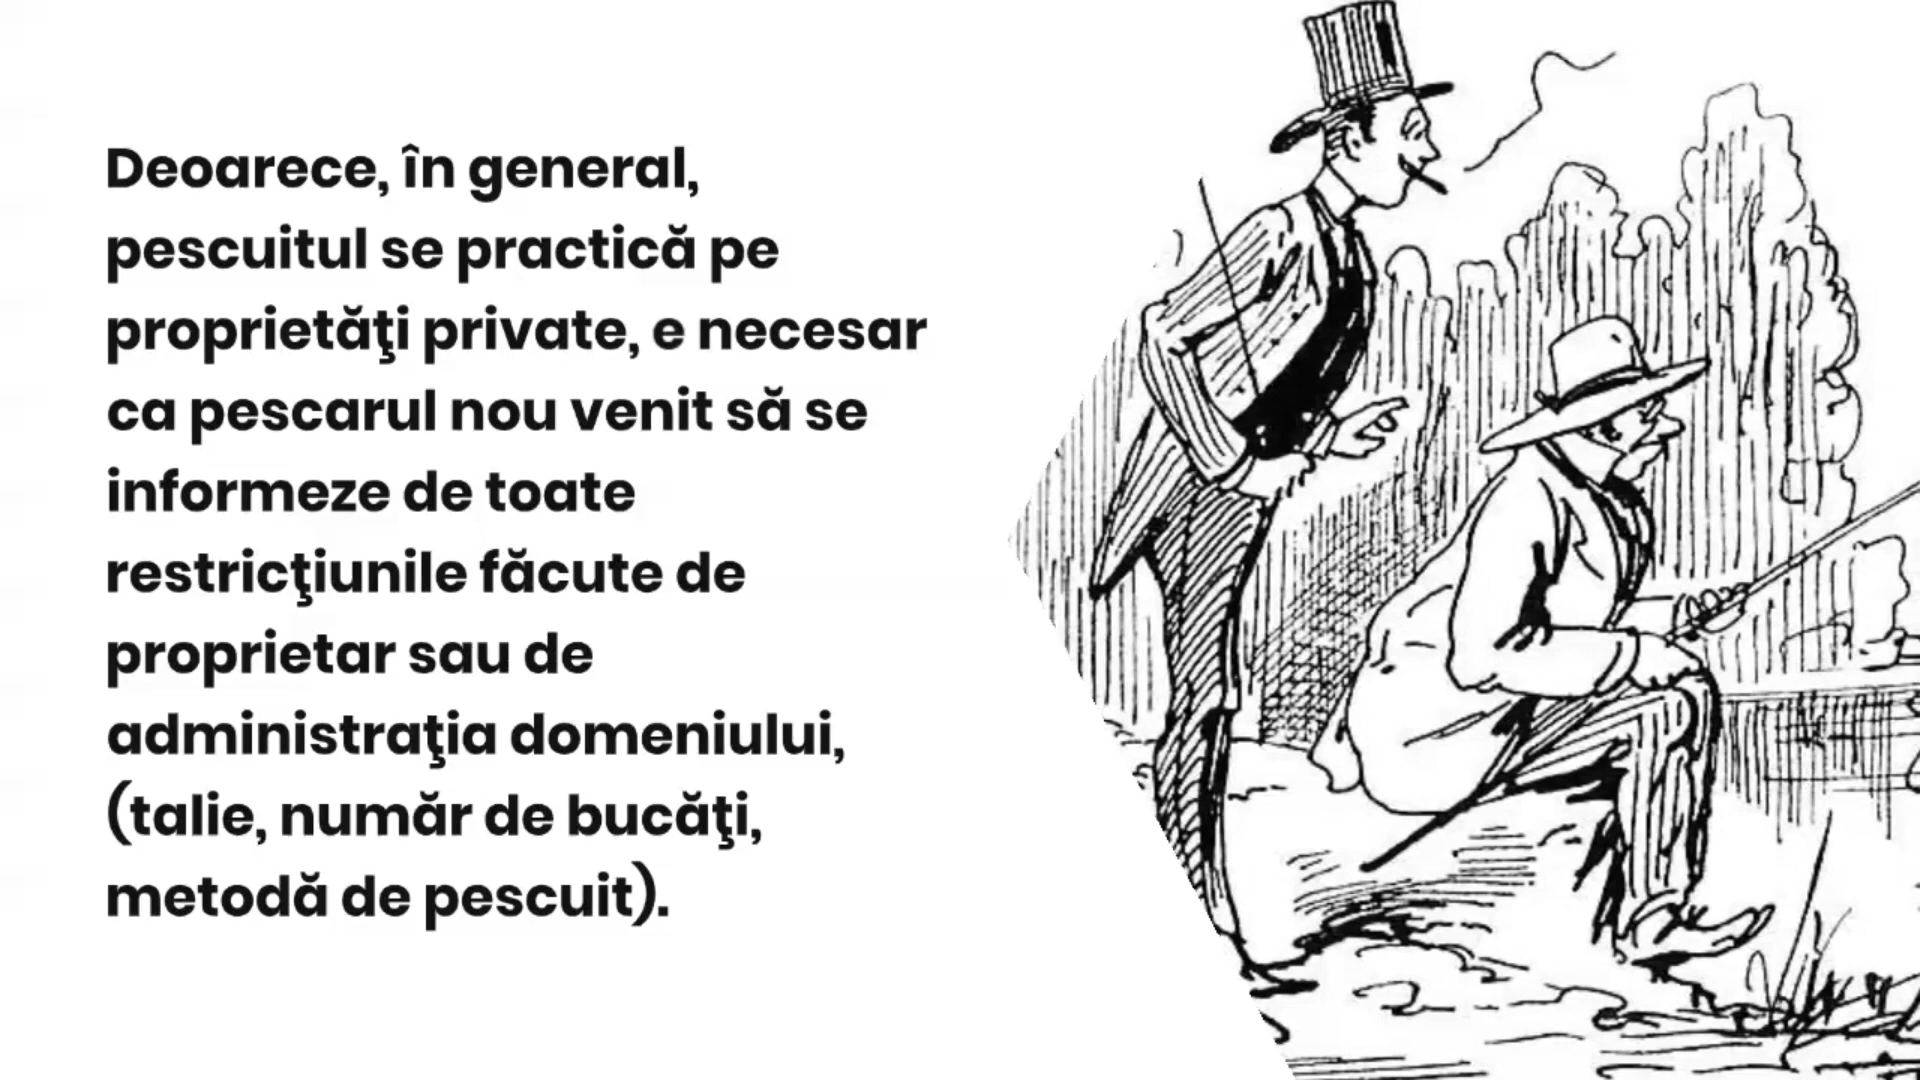 Deoarece, în general,
pescuitul se practică pe
proprietăţi private, e necesar
ca pescarul nou venit să se
informeze de toate
restricţiunile făcute de
proprietar sau de
administraţia domeniului,
(talie, număr de bucăţi,
metodă de pescuit).